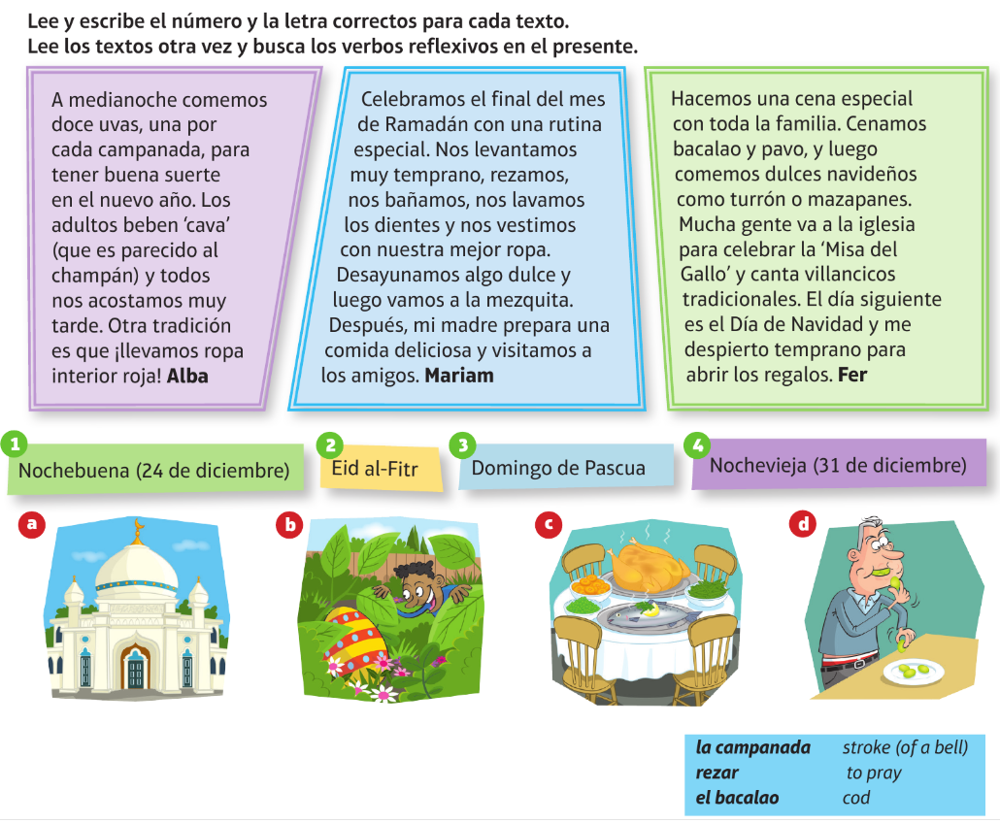 Lee y escribe el número y la letra correctos para cada texto.
Lee los textos otra vez y busca los verbos reflexivos en el presente.
A medianoche comemos
doce uvas, una por
cada campanada, para
tener buena suerte
en el nuevo año. Los
adultos beben ‘cava’
(que es parecido al
champán) y todos
nos acostamos muy
tarde. Otra tradición
es que ¡llevamos ropa
interior roja! Alba
Celebramos el final del mes
de Ramadán con una rutina
especial. Nos levantamos
muy temprano, rezamos,
nos bañamos, nos lavamos
los dientes y nos vestimos
con nuestra mejor ropa.
Desayunamos algo dulce y
luego vamos a la mezquita.
Después, mi madre prepara una
comida deliciosa y visitamos a
los amigos. Mariam
Hacemos una cena especial
con toda la familia. Cenamos
bacalao y pavo, y luego
comemos dulces navideños
como turrón o mazapanes.
Mucha gente va a la iglesia
para celebrar la ‘Misa del
Gallo’ y canta villancicos
tradicionales. El día siguiente
es el Día de Navidad y me
despierto temprano para
abrir los regalos. Fer
1 Nochebuena (24 de diciembre)
2 Eid al-Fitr
3 Domingo de Pascua
4 Nochevieja (31 de diciembre)
a
b
c
d
la campanada stroke (of a bell)
rezar to pray
el bacalao cod